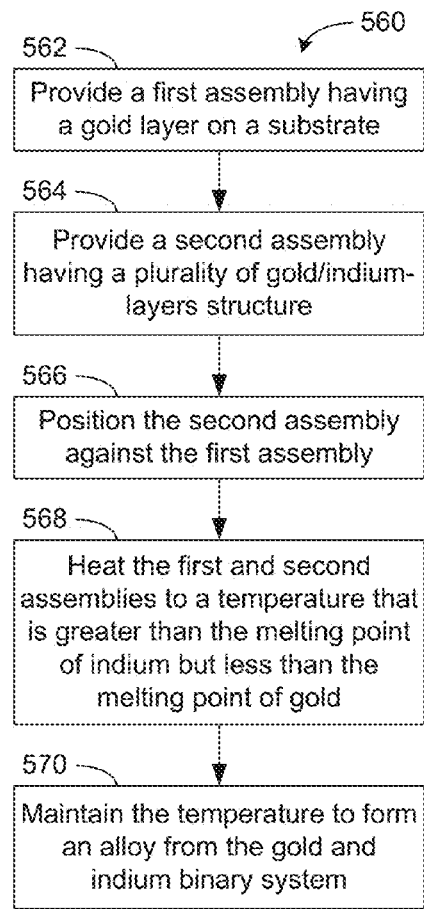 560
562
Provide a first assembly having
a gold layer on a substrate
564
Provide a second assembly
having a plurality of gold/indium-
layers structure
566
Position the second assembly
against the first assembly
568
Heat the first and second
assemblies to a temperature that
is greater than the melting point
of indium but less than the
melting point of gold
570
Maintain the temperature to form
an alloy from the gold and
indium binary system